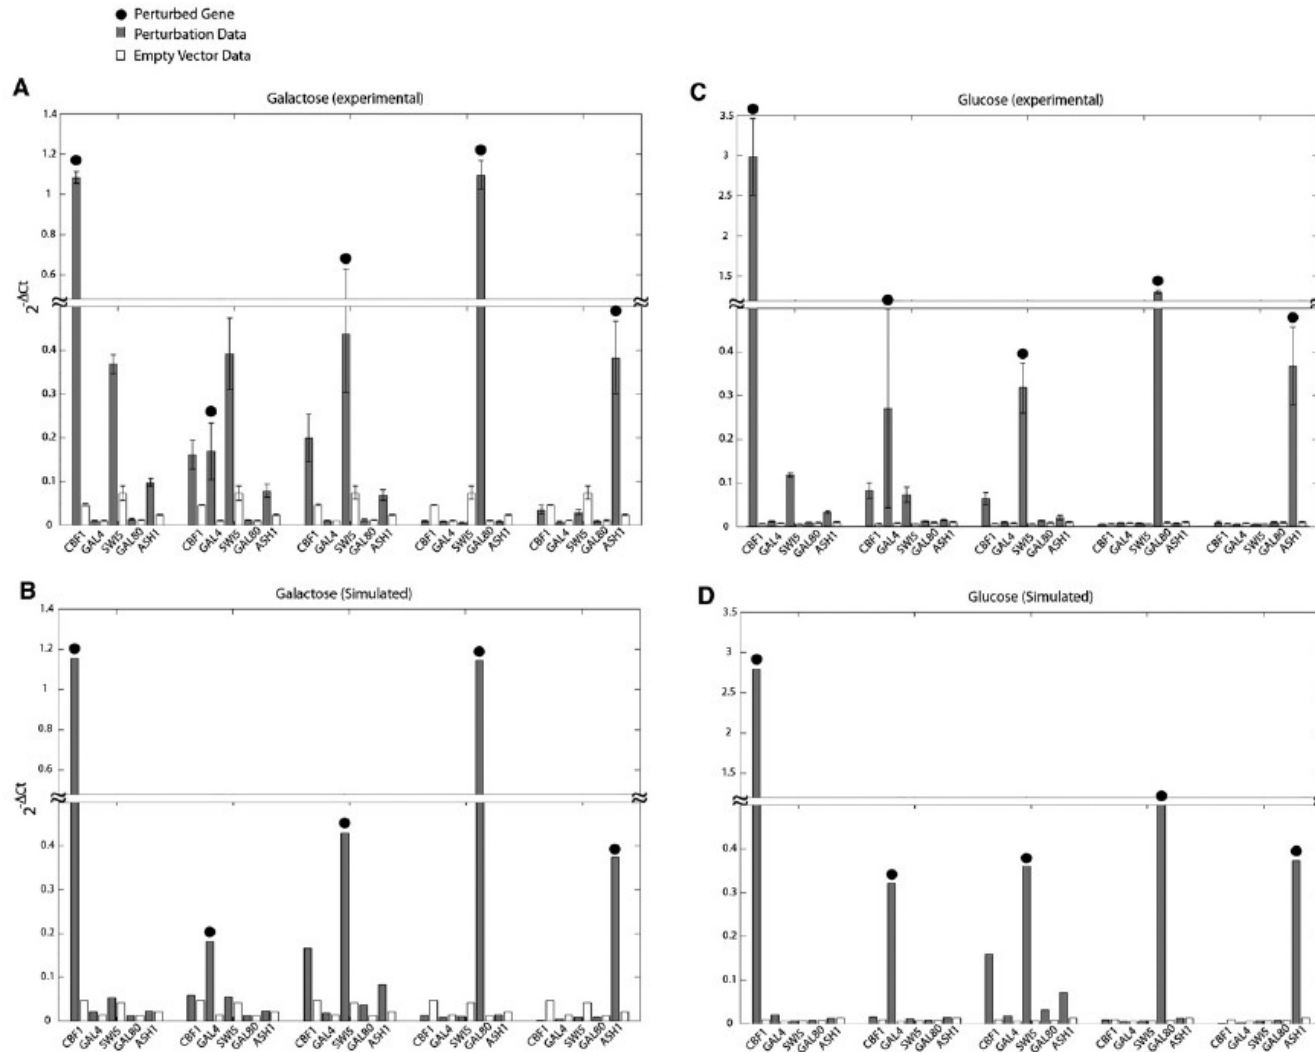 Perturbed Gene
Perturbation Data
Empty Vector Data
A
Galactose (experimental)
1.4
1.2
1
0.8
0.6
0.4
0.3
0.2
0.1
0
2^-ΔCt
CBF1 GAL4 SWI5 GAL80 ASH1 CBF1 GAL4 SWI5 GAL80 ASH1 CBF1 GAL4 SWI5 GAL80 ASH1 CBF1 GAL4 SWI5 GAL80 ASH1 CBF1 GAL4 SWI5 GAL80 ASH1
C
Glucose (experimental)
3.5
3
2.5
2
1.5
0.4
0.3
0.2
0.1
0
CBF1 GAL4 SWI5 GAL80 ASH1 CBF1 GAL4 SWI5 GAL80 ASH1 CBF1 GAL4 SWI5 GAL80 ASH1 CBF1 GAL4 SWI5 GAL80 ASH1 CBF1 GAL4 SWI5 GAL80 ASH1
B
Galactose (Simulated)
1.4
1.2
1
0.8
0.6
0.4
0.3
0.2
0.1
0
2^-ΔCt
CBF1 GAL4 SWI5 GAL80 ASH1 CBF1 GAL4 SWI5 GAL80 ASH1 CBF1 GAL4 SWI5 GAL80 ASH1 CBF1 GAL4 SWI5 GAL80 ASH1 CBF1 GAL4 SWI5 GAL80 ASH1
D
Glucose (Simulated)
3.5
3
2.5
2
1.5
0.4
0.3
0.2
0.1
0
CBF1 GAL4 SWI5 GAL80 ASH1 CBF1 GAL4 SWI5 GAL80 ASH1 CBF1 GAL4 SWI5 GAL80 ASH1 CBF1 GAL4 SWI5 GAL80 ASH1 CBF1 GAL4 SWI5 GAL80 ASH1